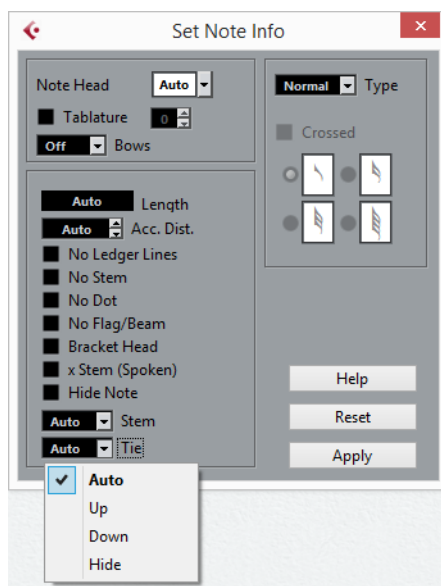 Set Note Info
x
Note Head Auto
Tablature 0
Off Bows
Auto Length
Auto Acc. Dist.
No Ledger Lines
No Stem
No Dot
No Flag/Beam
Bracket Head
x Stem (Spoken)
Hide Note
Auto Stem
Auto Tie
Auto
Up
Down
Hide
Normal Type
Crossed
Help
Reset
Apply